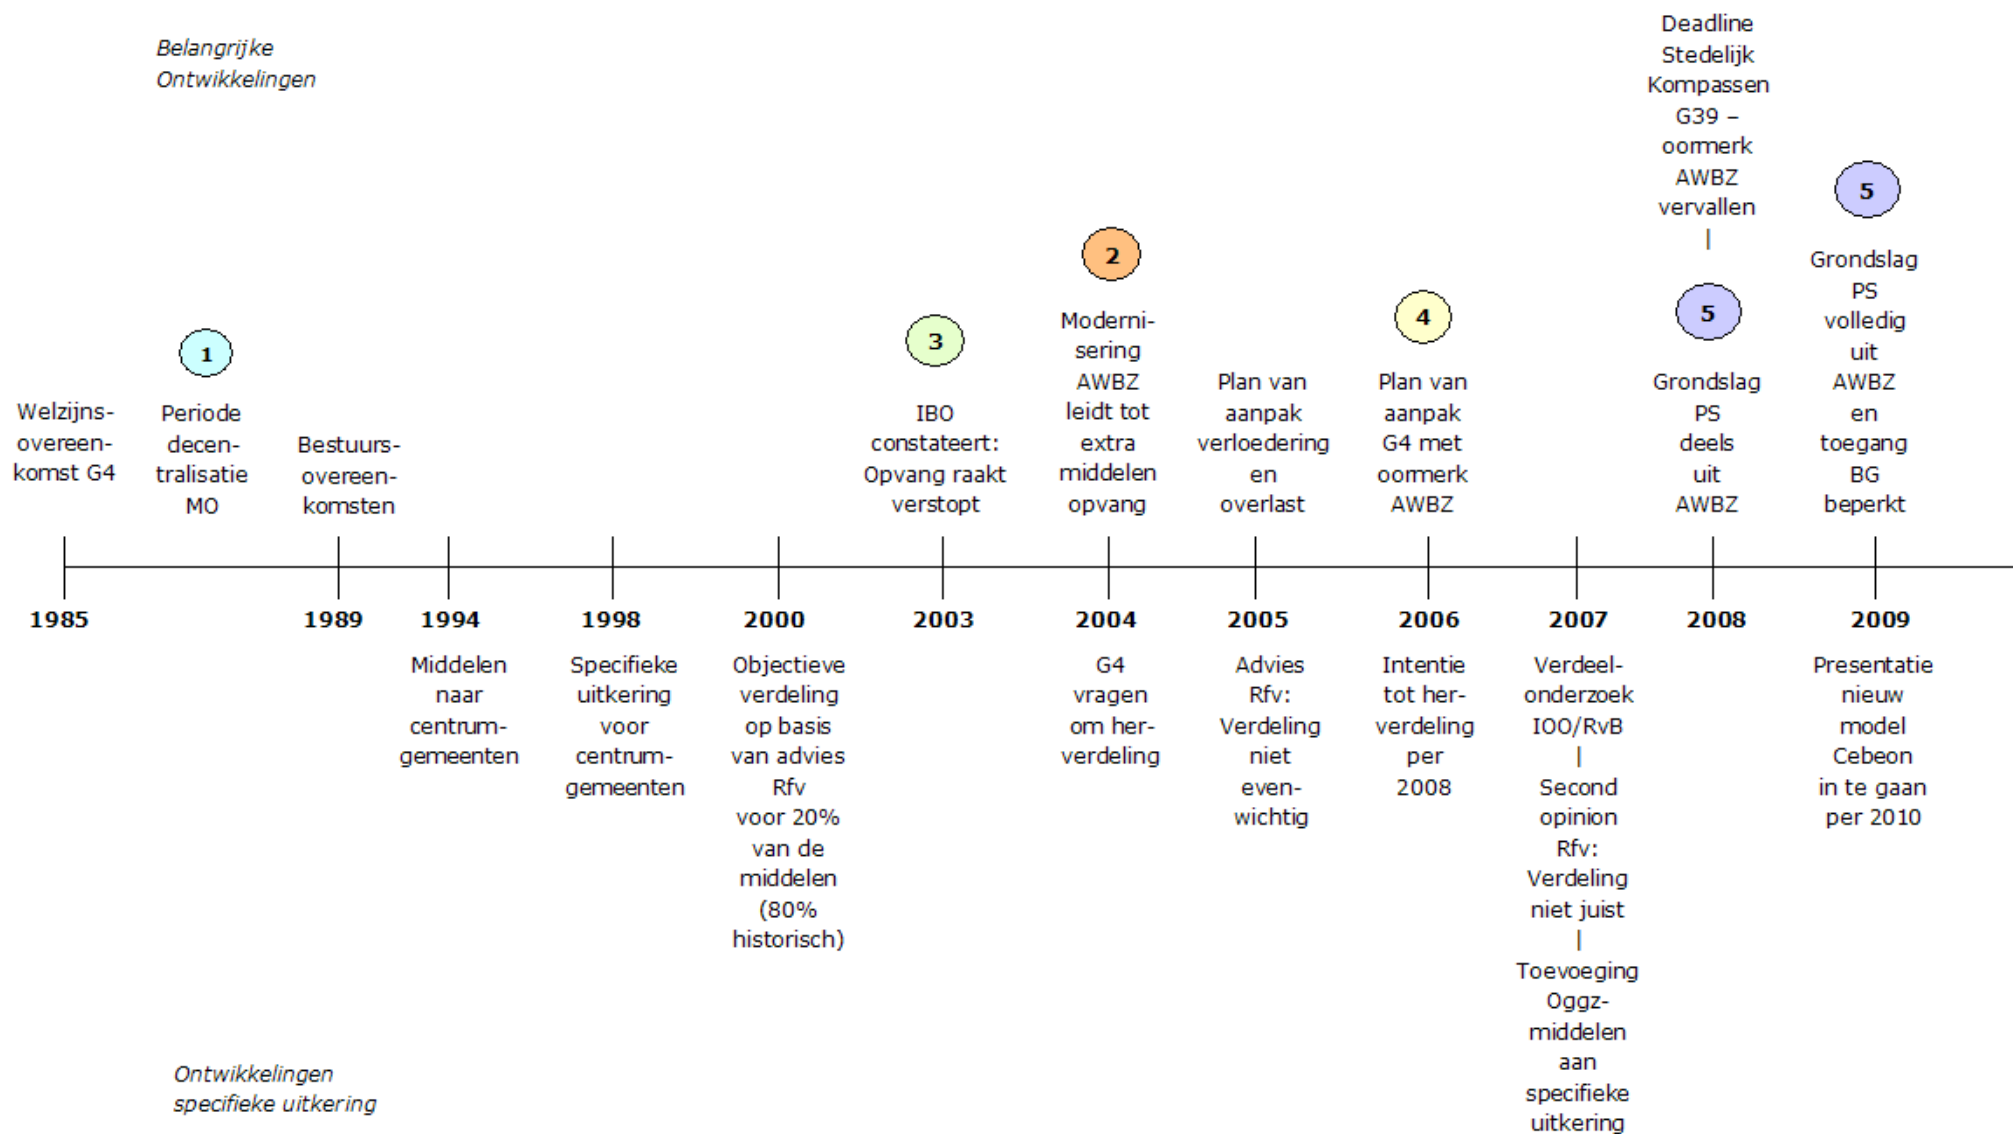 Belangrijke
Ontwikkelingen
Welzijns-
overeen-
komst G4
1
Periode
decen-
tralisatie
MO
Bestuurs-
overeen-
komsten
3
IBO
constateert:
Opvang raakt
verstopt
2
Moderni-
sering
AWBZ
leidt tot
extra
middelen
opvang
Plan van
aanpak
verloedering
en
overlast
4
Plan van
aanpak
G4 met
oormerk
AWBZ
Deadline
Stedelijk
Kompassen
G39 –
oormerk
AWBZ
vervallen
|
5
Grondslag
PS
deels
uit
AWBZ
5
Grondslag
PS
volledig
uit
AWBZ
en
toegang
BG
beperkt
1985
1989
1994
1998
2000
2003
2004
2005
2006
2007
2008
2009
Middelen
naar
centrum-
gemeenten
Specifieke
uitkering
voor
centrum-
gemeenten
Objectieve
verdeling
op basis
van advies
Rfv
voor 20%
van de
middelen
(80%
historisch)
G4
vragen
om her-
verdeling
Advies
Rfv:
Verdeling
niet
even-
wichtig
Intentie
tot her-
verdeling
per
2008
Verdeel-
onderzoek
IOO/RvB
|
Second
opinion
Rfv:
Verdeling
niet juist
|
Toevoeging
Oggz-
middelen
aan
specifieke
uitkering
Presentatie
nieuw
model
Cebeon
in te gaan
per 2010
Ontwikkelingen
specifieke uitkering